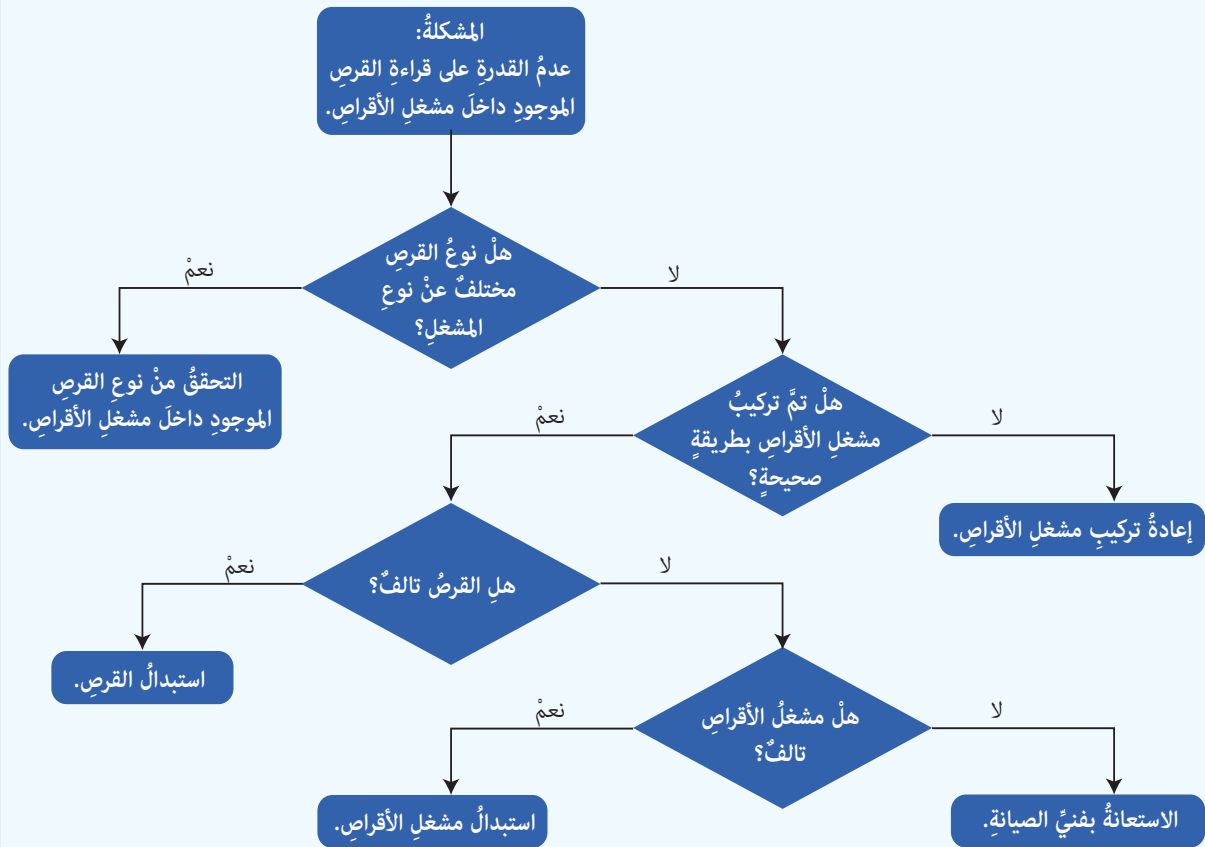 المشكلةُ:
عدمُ القدرةِ على قراءةِ القرصِ
الموجودِ داخلَ مشغلِ الأقراصِ.
هلْ نوعُ القرصِ
مختلفٌ عنْ نوعِ
المشغلِ؟
لا
نعمْ
التحققُ منْ نوعِ القرصِ
الموجودِ داخلَ مشغلِ الأقراصِ.
هلْ تمَّ تركيبُ
مشغلِ الأقراصِ بطريقةٍ
صحيحةٍ؟
لا
نعمْ
إعادةُ تركيبِ مشغلِ الأقراصِ.
هلِ القرصُ تالفٌ؟
لا
نعمْ
استبدالُ القرصِ.
هلْ مشغلُ الأقراصِ
تالفٌ؟
لا
نعمْ
الاستعانةُ بفنيِّ الصيانةِ.
استبدالُ مشغلِ الأقراصِ.